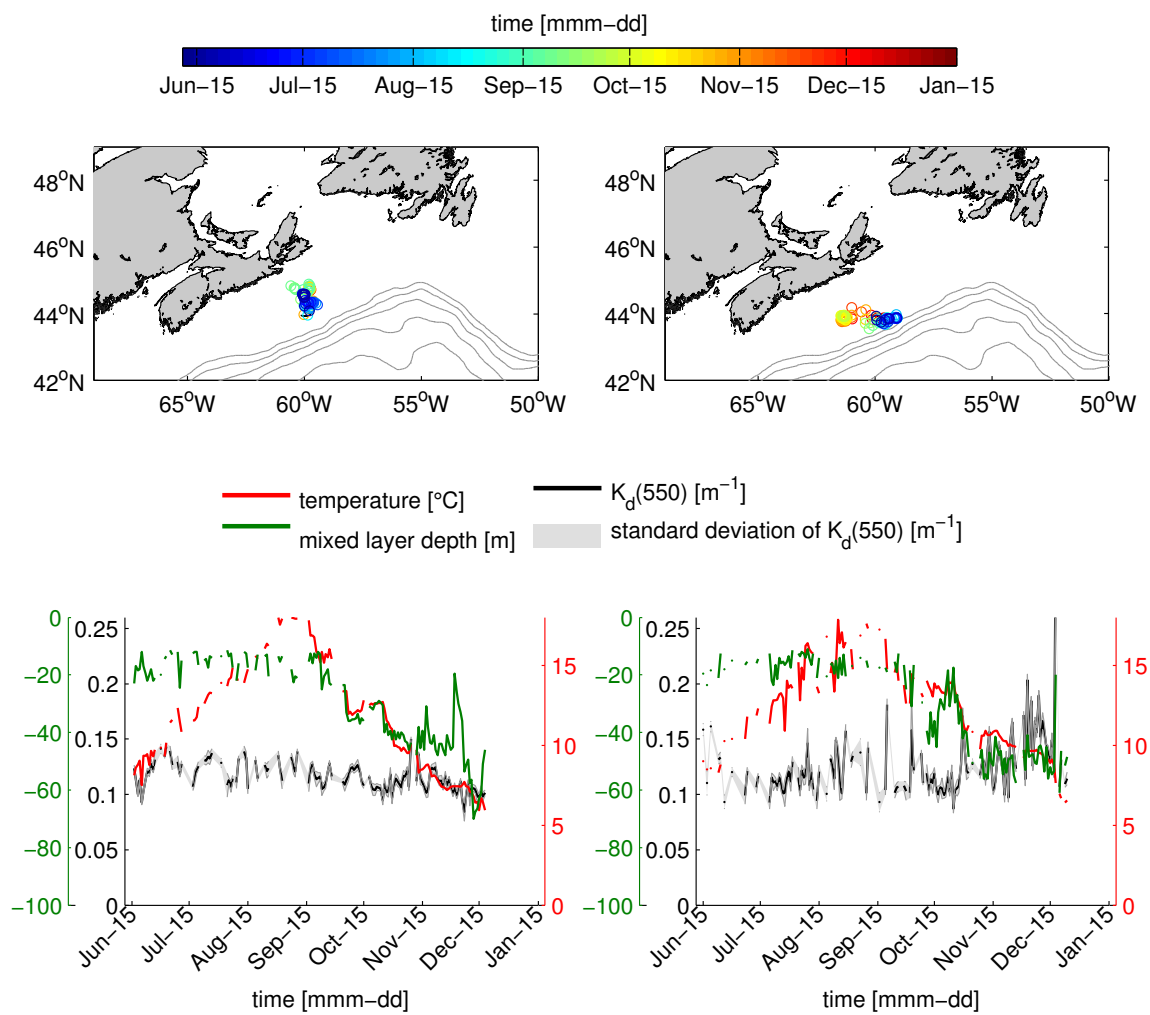 time [mmm−dd]
Jun−15 Jul−15 Aug−15 Sep−15 Oct−15 Nov−15 Dec−15 Jan−15
48°N 48°N
46°N 46°N
44°N 44°N
42°N 42°N
65°W 60°W 55°W 50°W 65°W 60°W 55°W 50°W
temperature [°C] K_d(550) [m⁻¹]
mixed layer depth [m] standard deviation of K_d(550) [m⁻¹]
0 0.25 0 0.25
15 15
−20 0.2 −20 0.2
−40 0.15 10 −40 0.15 10
−60 0.1 −60 0.1
5 5
−80 0.05 −80 0.05
−100 0 0 −100 0 0
Jun−15 Jul−15 Aug−15 Sep−15 Oct−15 Nov−15 Dec−15 Jan−15 Jun−15 Jul−15 Aug−15 Sep−15 Oct−15 Nov−15 Dec−15 Jan−15
time [mmm−dd] time [mmm−dd]